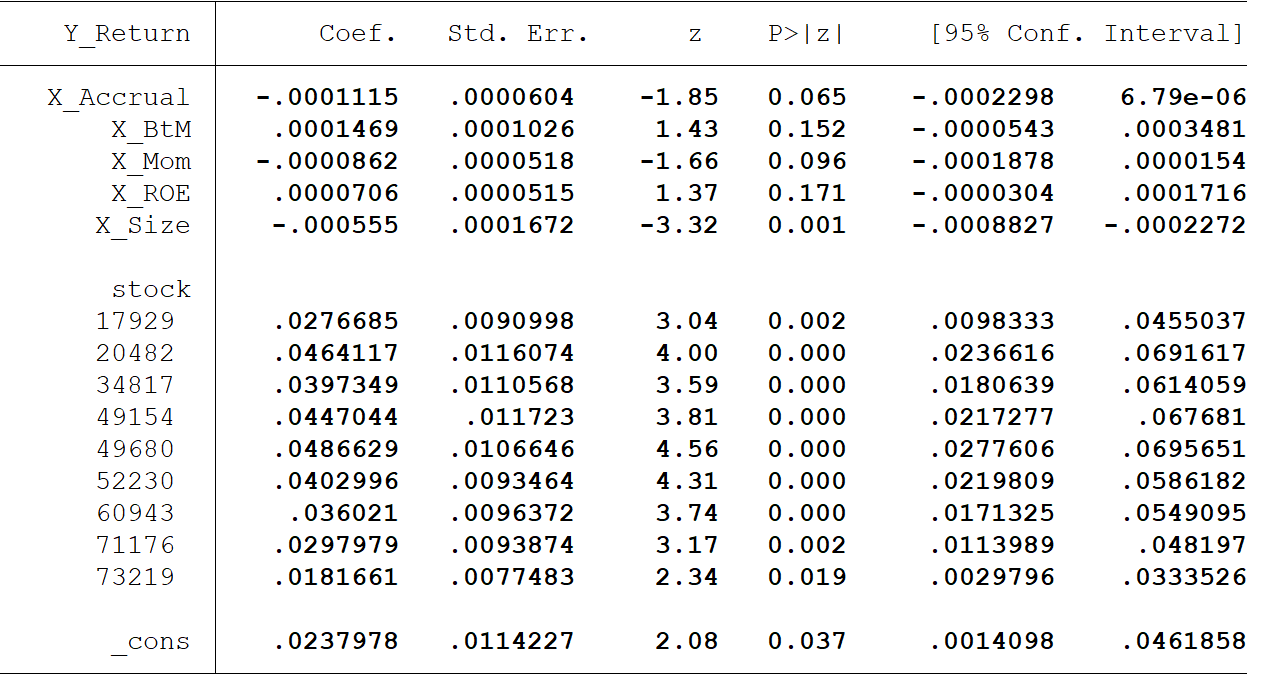 Y_Return Coef. Std. Err. z P>|z| [95% Conf. Interval]
X_Accrual -.0001115 .0000604 -1.85 0.065 -.0002298 6.79e-06
X_BtM .0001469 .0001026 1.43 0.152 -.0000543 .0003481
X_Mom -.0000862 .0000518 -1.66 0.096 -.0001878 .0000154
X_ROE .0000706 .0000515 1.37 0.171 -.0000304 .0001716
X_Size -.000555 .0001672 -3.32 0.001 -.0008827 -.0002272
stock
17929 .0276685 .0090998 3.04 0.002 .0098333 .0455037
20482 .0464117 .0116074 4.00 0.000 .0236616 .0691617
34817 .0397349 .0110568 3.59 0.000 .0180639 .0614059
49154 .0447044 .011723 3.81 0.000 .0217277 .067681
49680 .0486629 .0106646 4.56 0.000 .0277606 .0695651
52230 .0402996 .0093464 4.31 0.000 .0219809 .0586182
60943 .036021 .0096372 3.74 0.000 .0171325 .0549095
71176 .0297979 .0093874 3.17 0.002 .0113989 .048197
73219 .0181661 .0077483 2.34 0.019 .0029796 .0333526
_cons .0237978 .0114227 2.08 0.037 .0014098 .0461858